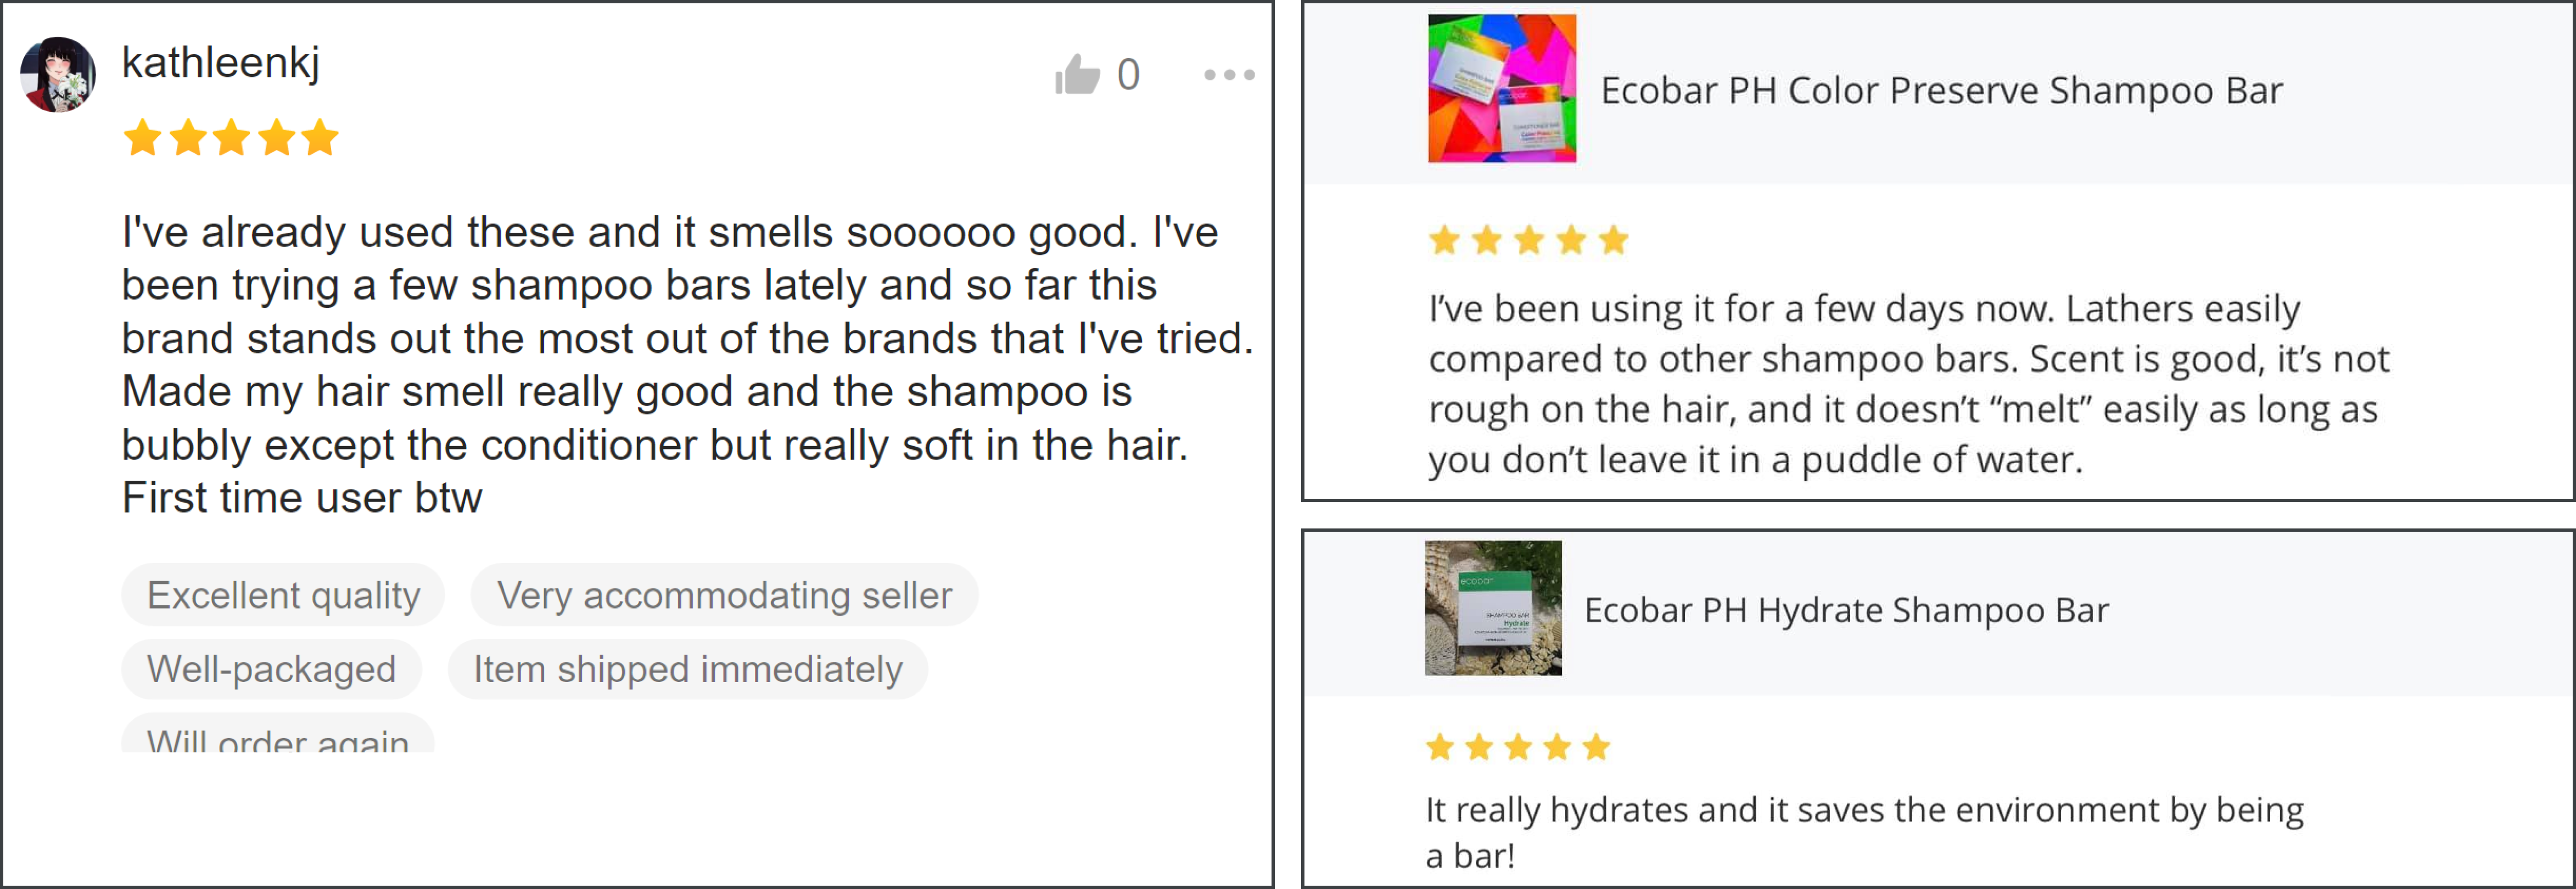 kathleenkj
0
I've already used these and it smells soooooo good. I've
been trying a few shampoo bars lately and so far this
brand stands out the most out of the brands that I've tried.
Made my hair smell really good and the shampoo is
bubbly except the conditioner but really soft in the hair.
First time user btw
Excellent quality
Very accommodating seller
Well-packaged
Item shipped immediately
Will order again
Ecobar PH Color Preserve Shampoo Bar
I’ve been using it for a few days now. Lathers easily
compared to other shampoo bars. Scent is good, it’s not
rough on the hair, and it doesn’t “melt” easily as long as
you don’t leave it in a puddle of water.
ecobar
SHAMPOO BAR
Hydrate
Ecobar PH Hydrate Shampoo Bar
It really hydrates and it saves the environment by being
a bar!